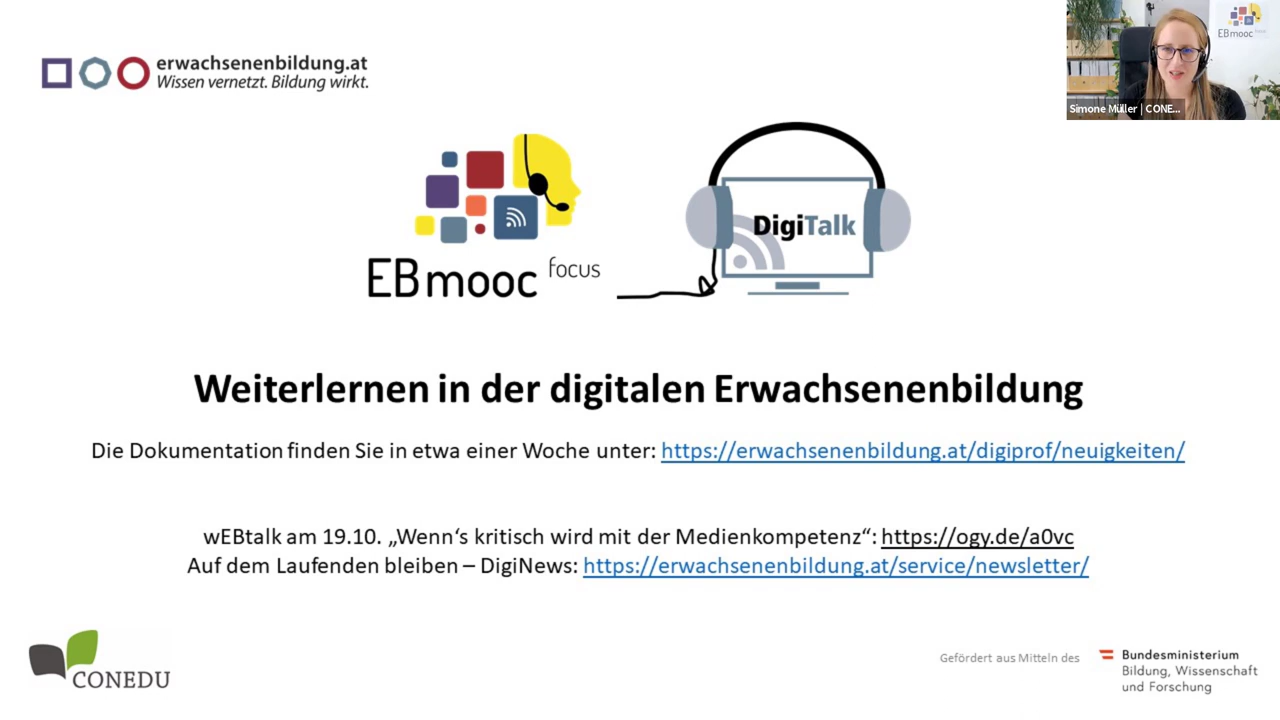 erwachsenenbildung.at
Wissen vernetzt. Bildung wirkt.
EBmooc focus
Simone Müller | CONE...
EBmooc focus
DigiTalk
Weiterlernen in der digitalen Erwachsenenbildung
Die Dokumentation finden Sie in etwa einer Woche unter: https://erwachsenenbildung.at/digiprof/neuigkeiten/
wEBtalk am 19.10. „Wenn‘s kritisch wird mit der Medienkompetenz“: https://ogy.de/a0vc
Auf dem Laufenden bleiben – DigiNews: https://erwachsenenbildung.at/service/newsletter/
CONEDU
Gefördert aus Mitteln des
Bundesministerium
Bildung, Wissenschaft
und Forschung